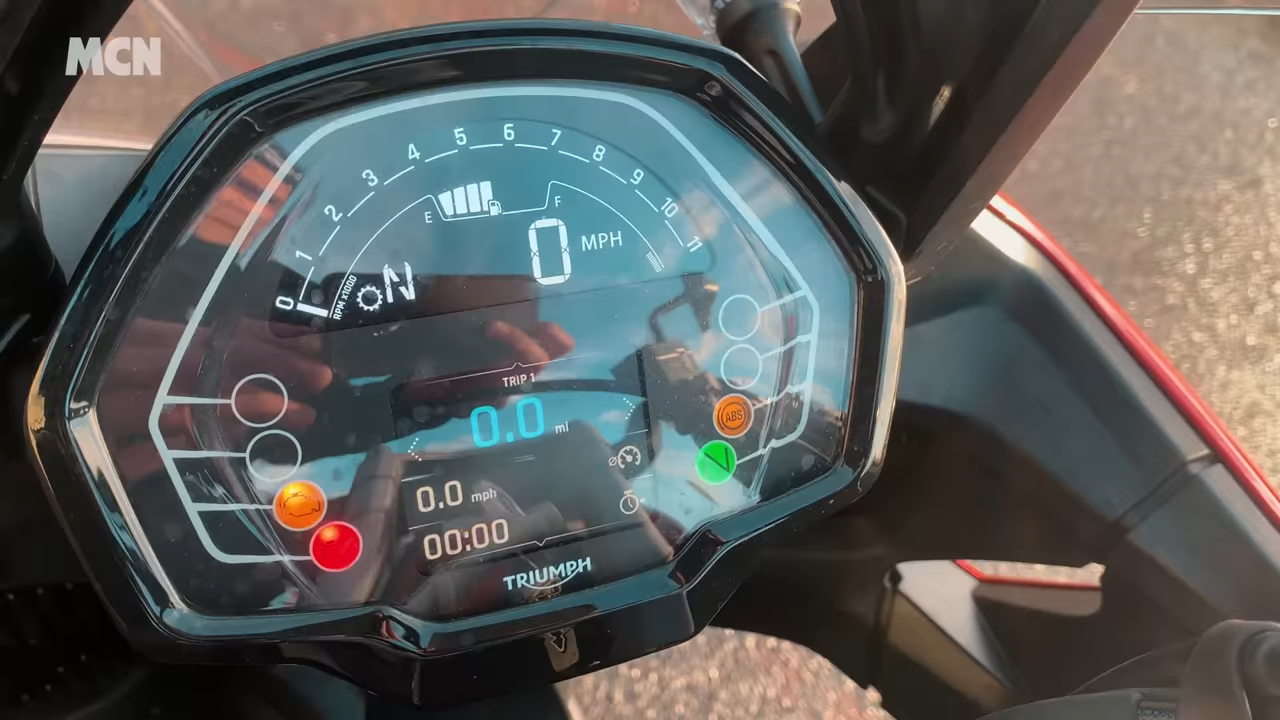 MCN
0 1 2 3 4 5 6 7 8 9 10 11
RPM x1000
E F
N
0 MPH
TRIP 1
0.0 mi
ABS
0.0 mph
00:00
N
TRIUMPH